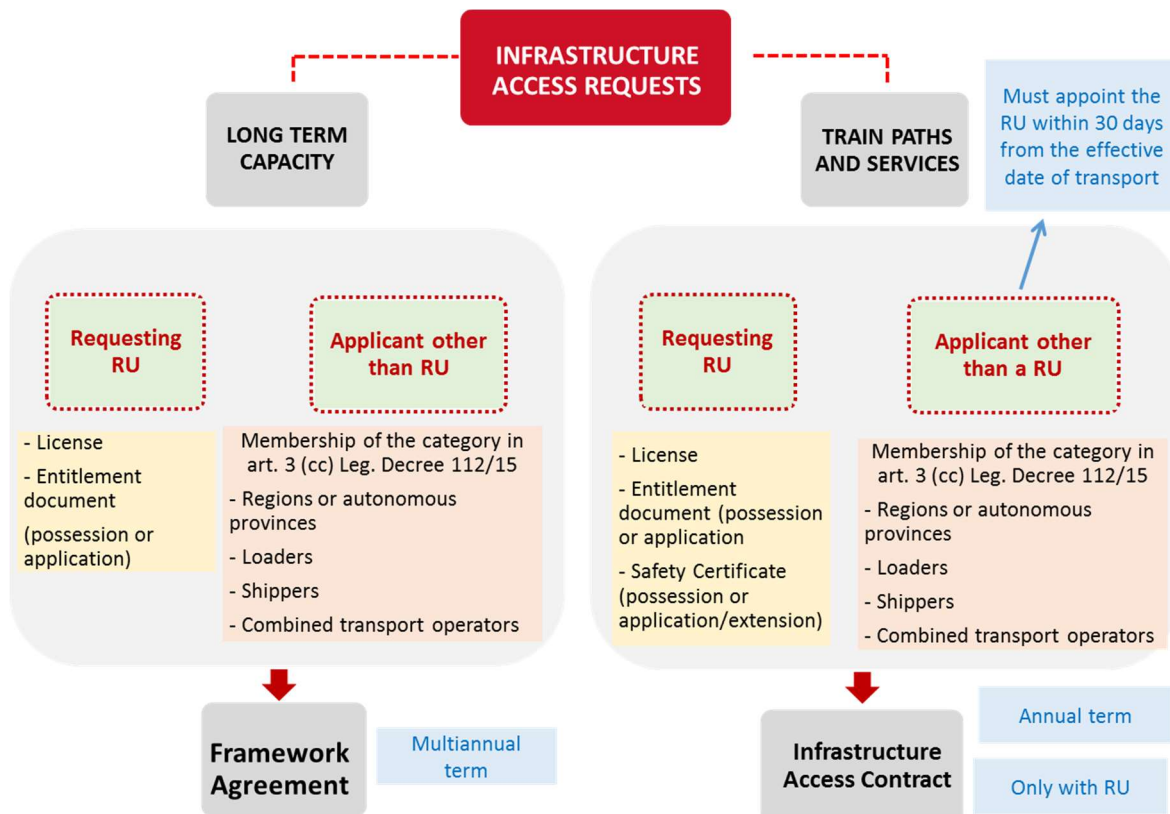 INFRASTRUCTURE
ACCESS REQUESTS
LONG TERM
CAPACITY
TRAIN PATHS
AND SERVICES
Must appoint the
RU within 30 days
from the effective
date of transport
Requesting
RU
Applicant other
than RU
- License
- Entitlement
document
(possession or
application)
Membership of the category in
art. 3 (cc) Leg. Decree 112/15
- Regions or autonomous
provinces
- Loaders
- Shippers
- Combined transport operators
Requesting
RU
Applicant other
than a RU
- License
- Entitlement
document (possession
or application
- Safety Certificate
(possession or
application/extension)
Membership of the category in
art. 3 (cc) Leg. Decree 112/15
- Regions or autonomous
provinces
- Loaders
- Shippers
- Combined transport operators
Framework
Agreement
Multiannual
term
Infrastructure
Access Contract
Annual term
Only with RU